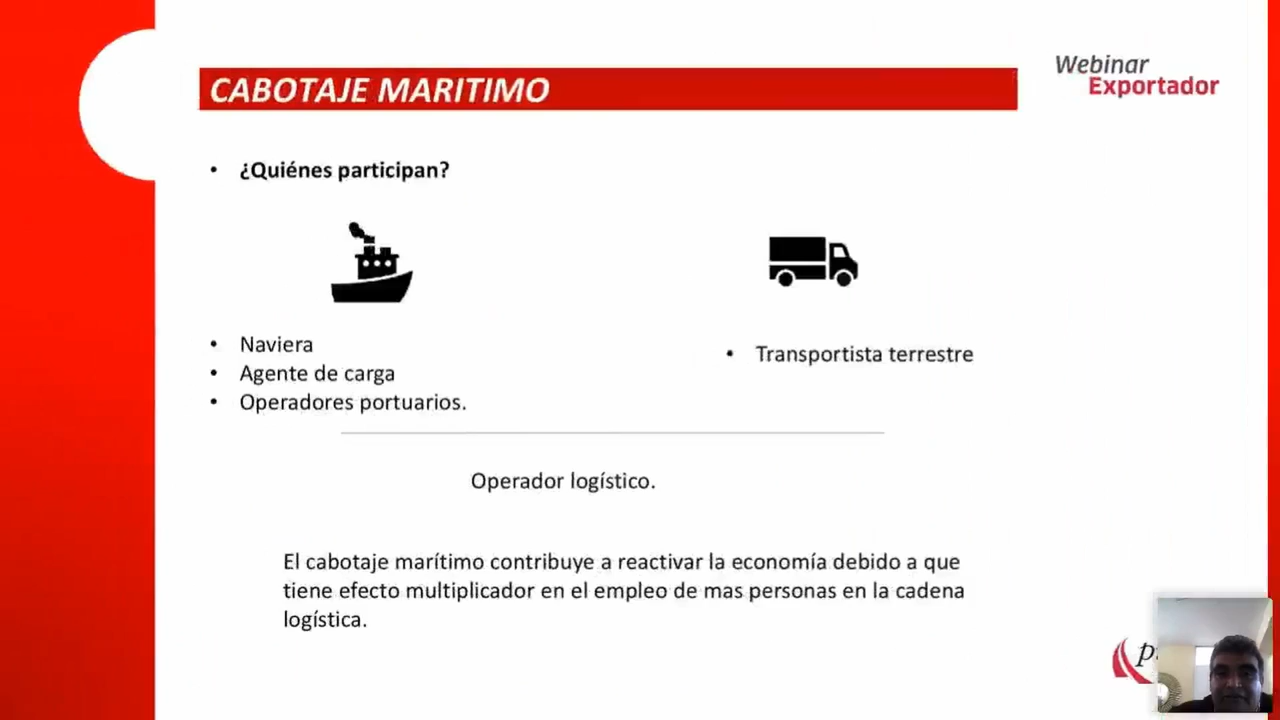 CABOTAJE MARITIMO
Webinar
Exportador
• ¿Quiénes participan?
• Naviera
• Agente de carga
• Operadores portuarios.
• Transportista terrestre
Operador logístico.
El cabotaje marítimo contribuye a reactivar la economía debido a que
tiene efecto multiplicador en el empleo de mas personas en la cadena
logística.